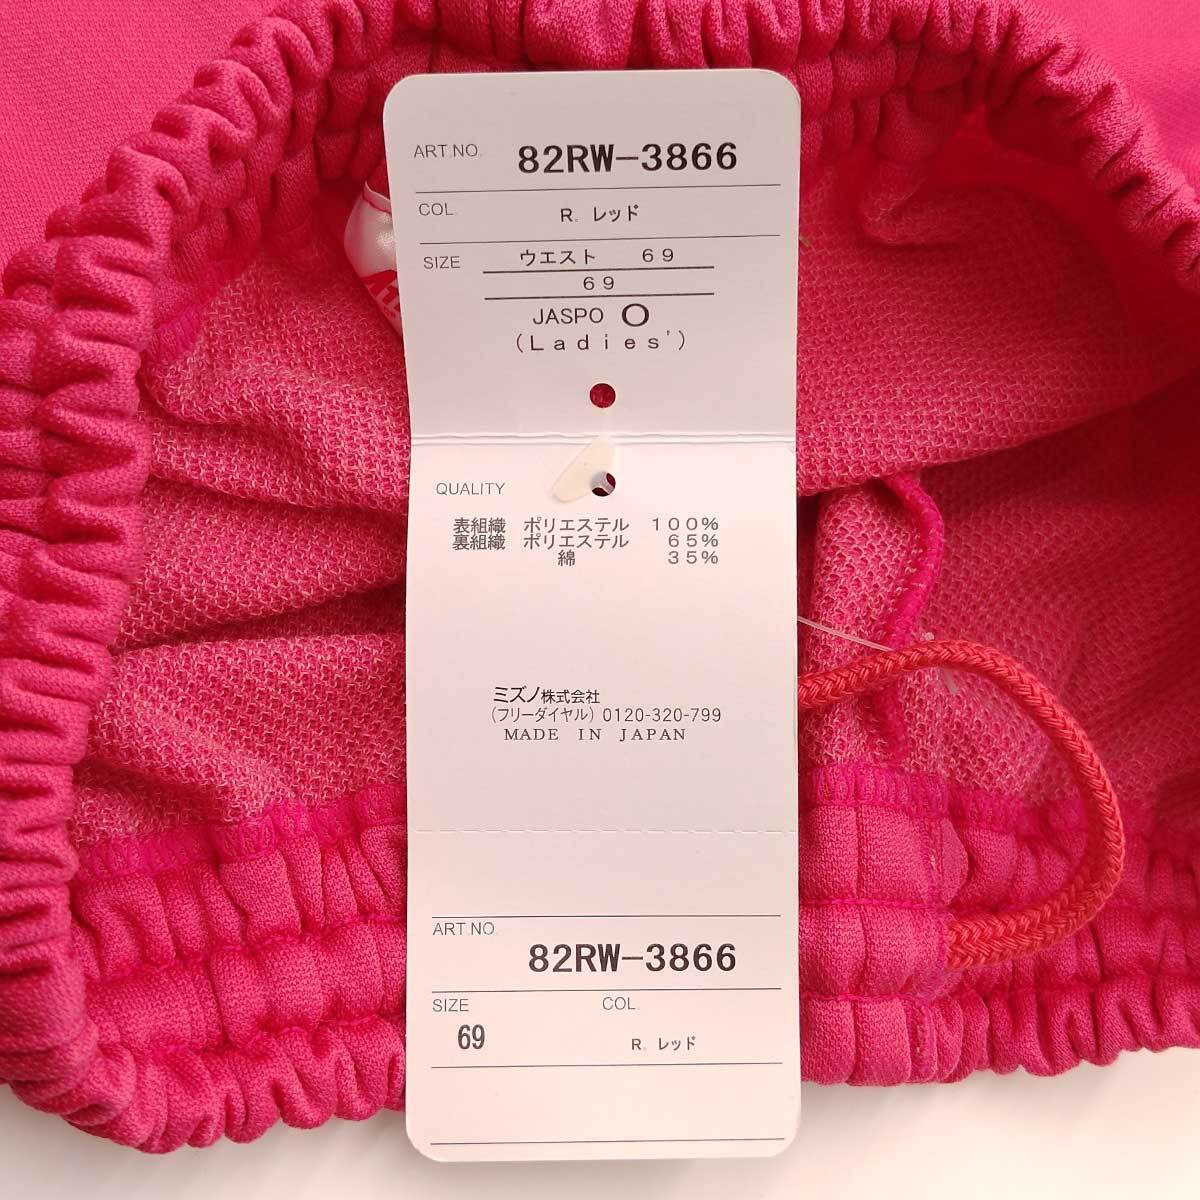 ART.NO. 82RW-3866
COL. R. レッド
SIZE ウエスト 69
69
JASPO O
(Ladies')
QUALITY
表組織 ポリエステル 100%
裏組織 ポリエステル 65%
綿 35%
ミズノ株式会社
(フリーダイヤル) 0120-320-799
MADE IN JAPAN
ART.NO.
82RW-3866
SIZE COL.
69 R. レッド